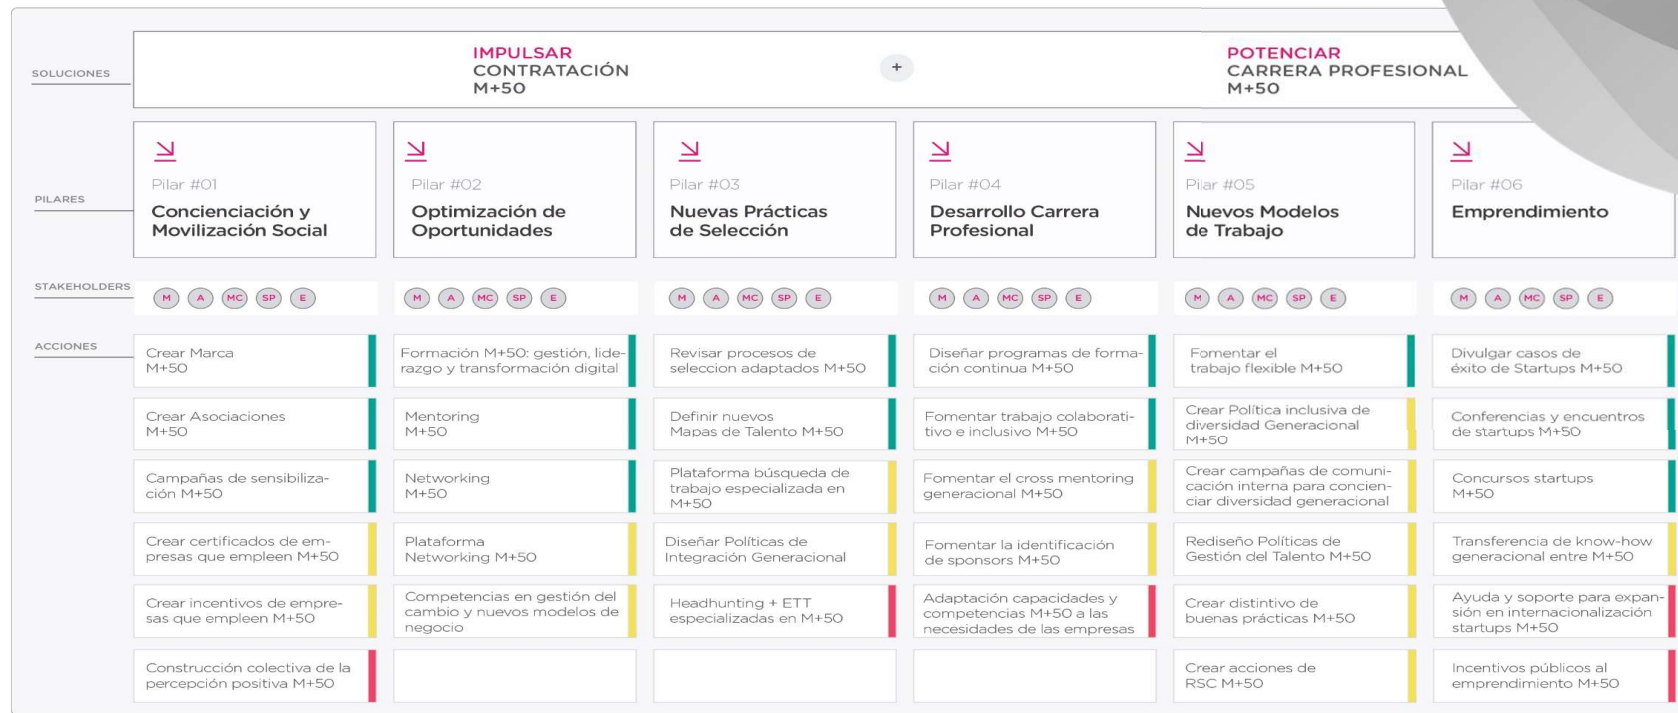 SOLUCIONES
IMPULSAR
CONTRATACIÓN
M+50
+
POTENCIAR
CARRERA PROFESIONAL
M+50
PILARES
Pilar #01
Concienciación y
Movilización Social
Pilar #02
Optimización de
Oportunidades
Pilar #03
Nuevas Prácticas
de Selección
Pilar #04
Desarrollo Carrera
Profesional
Pilar #05
Nuevos Modelos
de Trabajo
Pilar #06
Emprendimiento
STAKEHOLDERS
M A MC SP E
M A MC SP E
M A MC SP E
M A MC SP E
M A MC SP E
M A MC SP E
ACCIONES
Crear Marca
M+50
Formación M+50: gestión, lide-
razgo y transformación digital
Revisar procesos de
seleccion adaptados M+50
Diseñar programas de forma-
ción continua M+50
Fomentar el
trabajo flexible M+50
Divulgar casos de
éxito de Startups M+50
Crear Asociaciones
M+50
Mentoring
M+50
Definir nuevos
Mapas de Talento M+50
Fomentar trabajo colaborati-
tivo e inclusivo M+50
Crear Política inclusiva de
diversidad Generacional
M+50
Conferencias y encuentros
de startups M+50
Campañas de sensibiliza-
ción M+50
Networking
M+50
Plataforma búsqueda de
trabajo especializada en
M+50
Fomentar el cross mentoring
generacional M+50
Crear campañas de comuni-
cación interna para concien-
ciar diversidad generacional
Concursos startups
M+50
Crear certificados de em-
presas que empleen M+50
Plataforma
Networking M+50
Diseñar Políticas de
Integración Generacional
Fomentar la identificación
de sponsors M+50
Rediseño Políticas de
Gestión del Talento M+50
Transferencia de know-how
generacional entre M+50
Crear incentivos de empre-
sas que empleen M+50
Competencias en gestión del
cambio y nuevos modelos de
negocio
Headhunting + ETT
especializadas en M+50
Adaptación capacidades y
competencias M+50 a las
necesidades de las empresas
Crear distintivo de
buenas prácticas M+50
Ayuda y soporte para expan-
sión en internacionalización
startups M+50
Construcción colectiva de la
percepción positiva M+50
Crear acciones de
RSC M+50
Incentivos públicos al
emprendimiento M+50